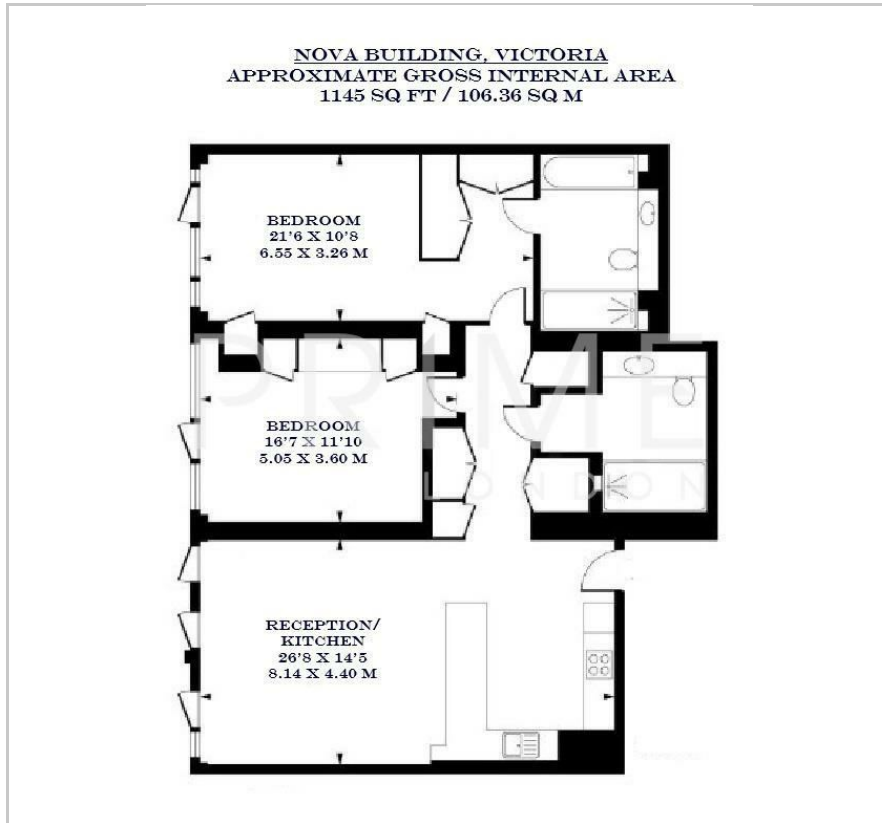 NOVA BUILDING, VICTORIA
APPROXIMATE GROSS INTERNAL AREA
1145 SQ FT / 106.36 SQ M
BEDROOM
21'6 X 10'8
6.55 X 3.26 M
PRIME
LONDON
BEDROOM
16'7 X 11'10
5.05 X 3.60 M
RECEPTION/
KITCHEN
26'8 X 14'5
8.14 X 4.40 M